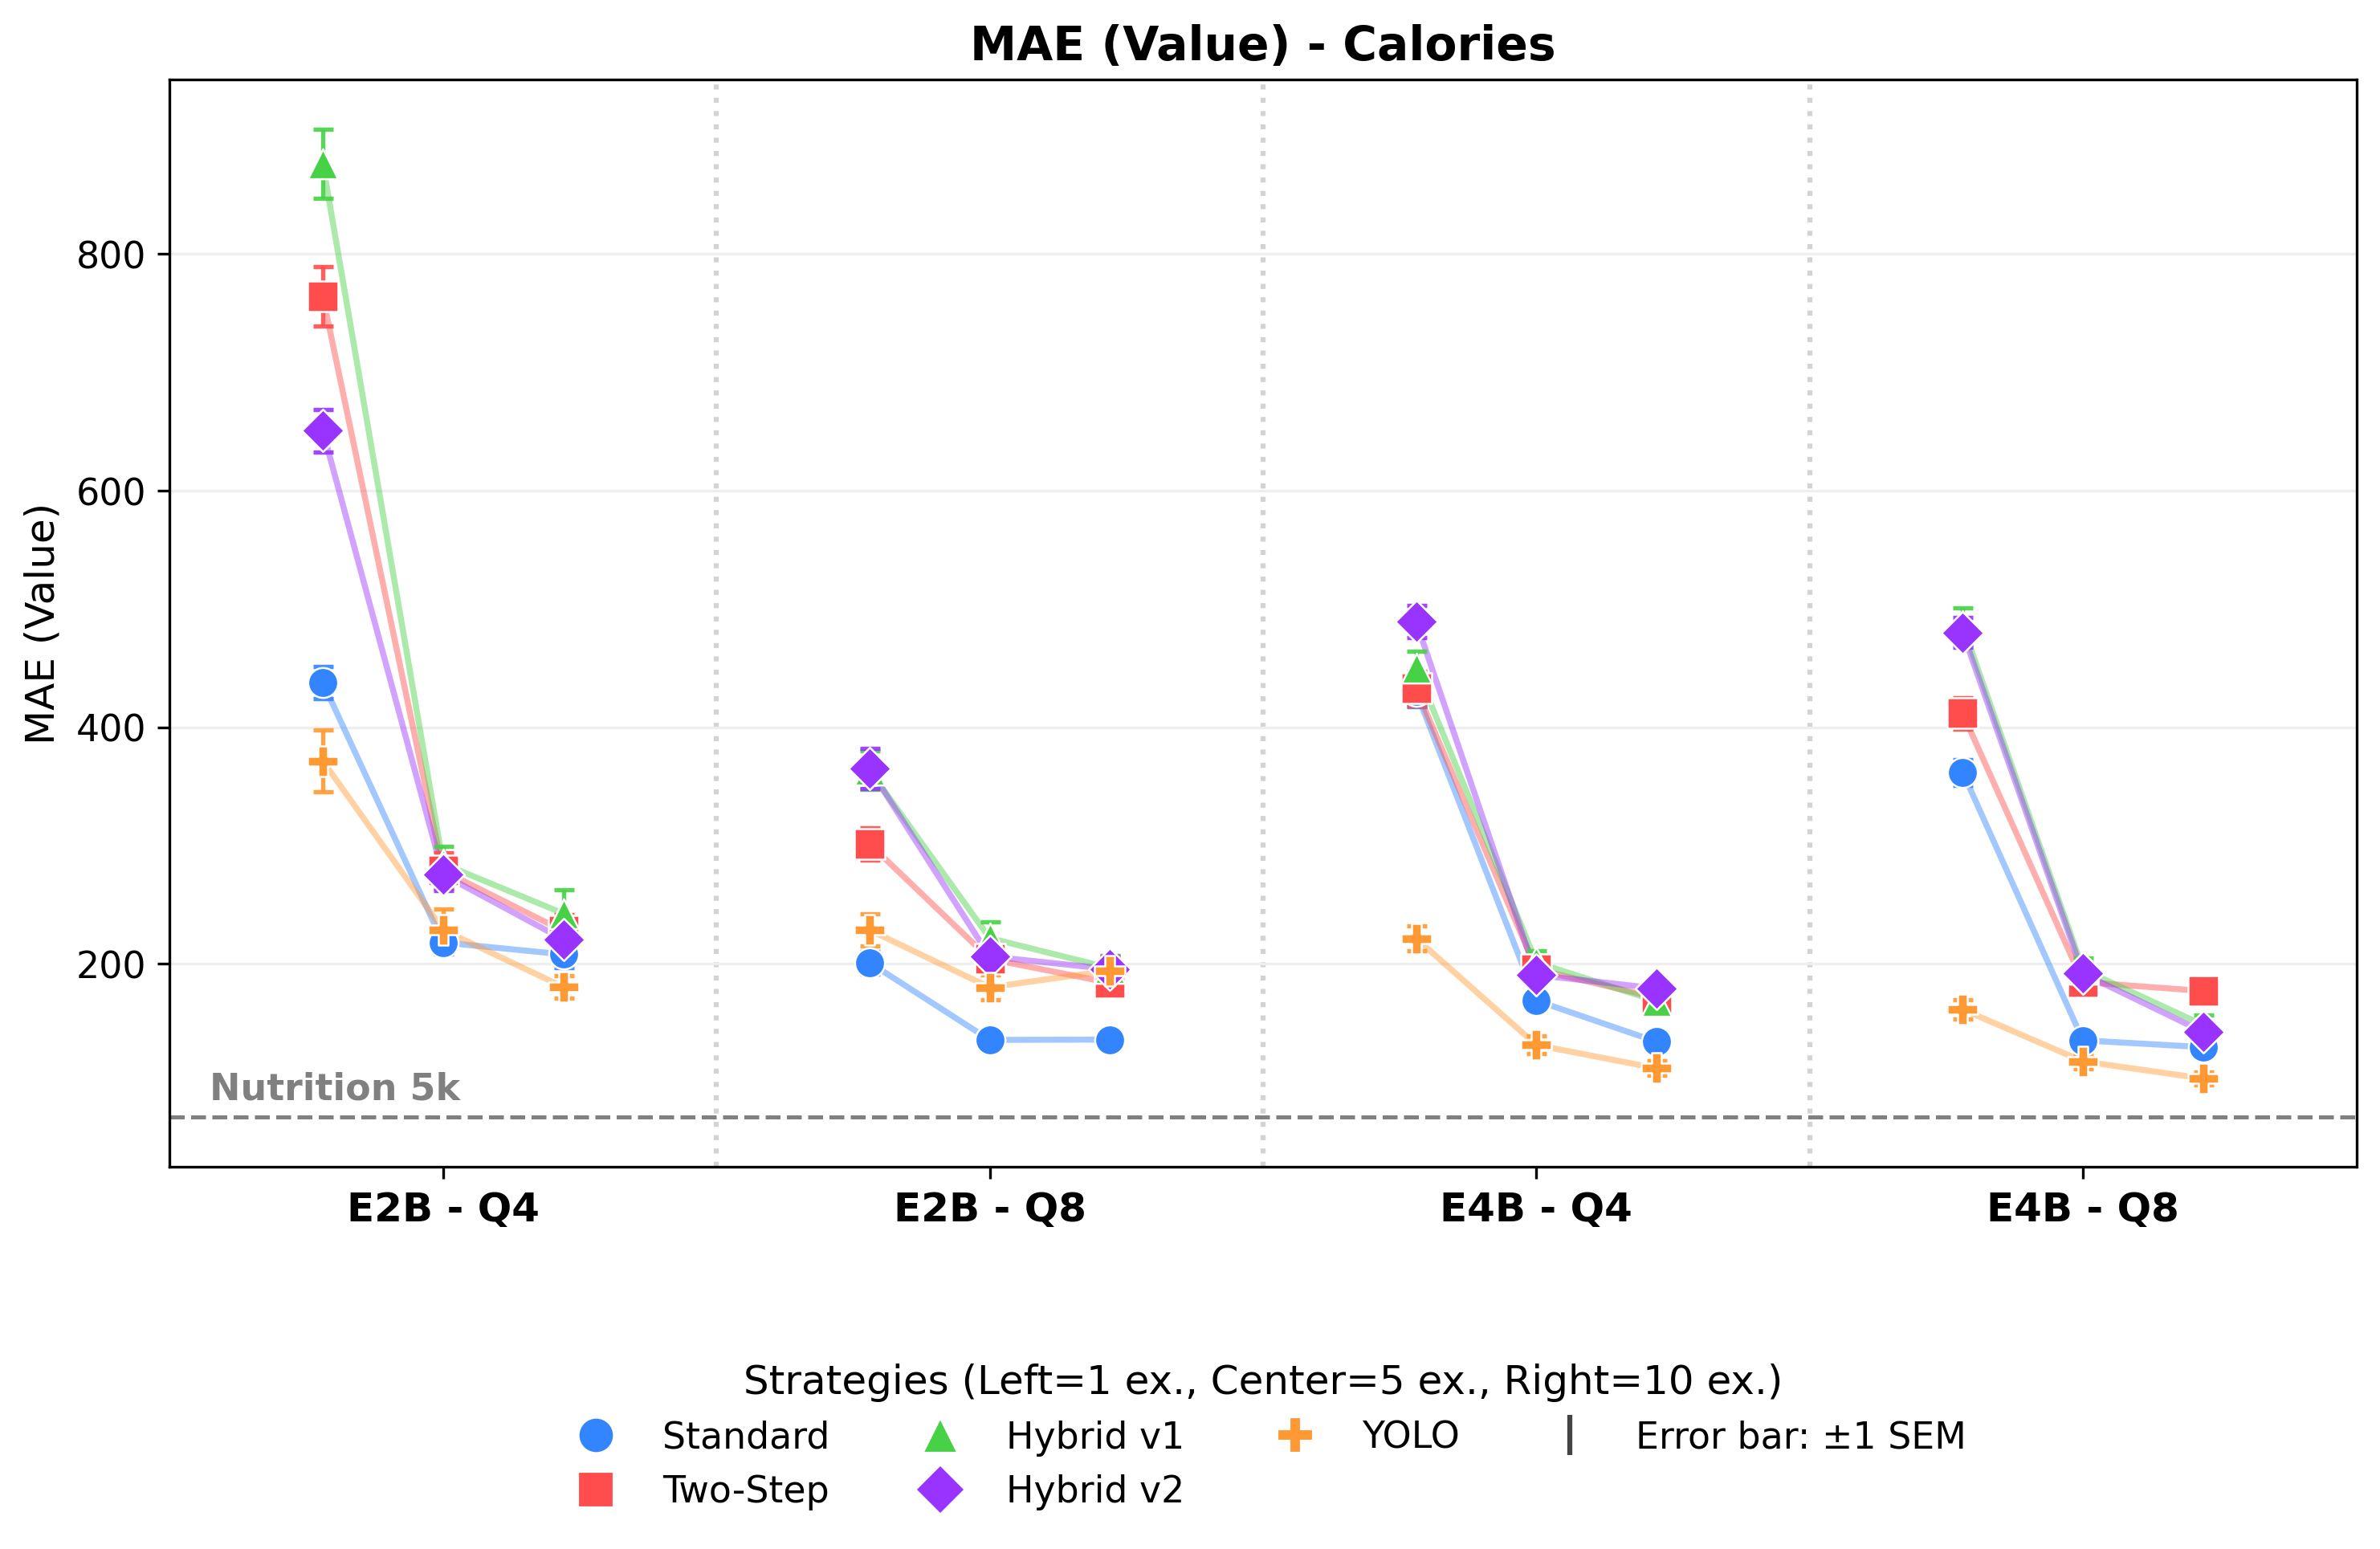 MAE (Value) - Calories
MAE (Value)
800
600
400
200
Nutrition 5k
E2B - Q4
E2B - Q8
E4B - Q4
E4B - Q8
Strategies (Left=1 ex., Center=5 ex., Right=10 ex.)
Standard
Two-Step
Hybrid v1
Hybrid v2
YOLO
Error bar: ±1 SEM